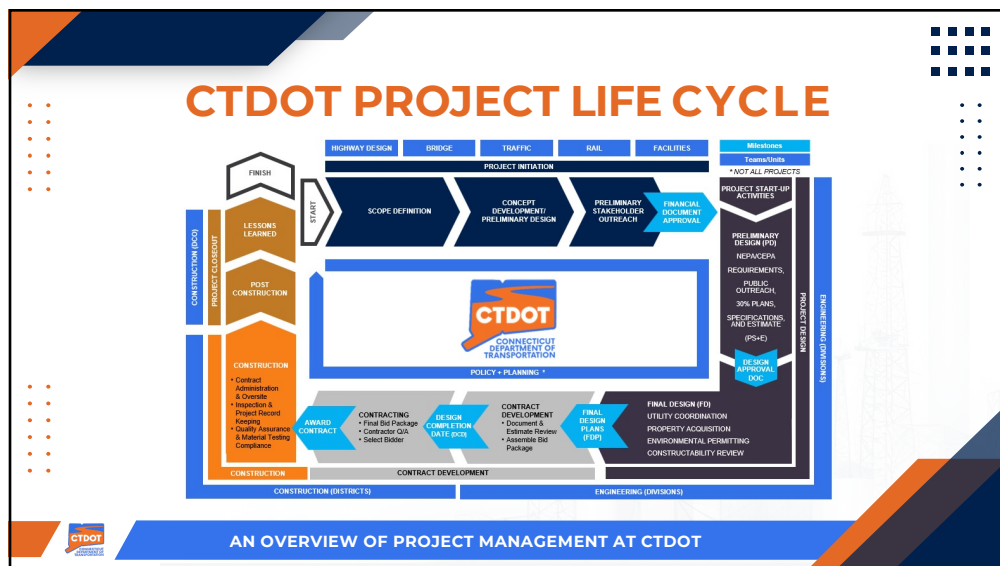 CTDOT PROJECT LIFE CYCLE
HIGHWAY DESIGN
BRIDGE
TRAFFIC
RAIL
FACILITIES
Milestones
Teams/Units
* NOT ALL PROJECTS
PROJECT INITIATION
START
SCOPE DEFINITION
CONCEPT
DEVELOPMENT/
PRELIMINARY DESIGN
PRELIMINARY
STAKEHOLDER
OUTREACH
FINANCIAL
DOCUMENT
APPROVAL
PROJECT START-UP
ACTIVITIES
PRELIMINARY
DESIGN (PD)
NEPA/CEPA
REQUIREMENTS,
PUBLIC
OUTREACH,
30% PLANS,
SPECIFICATIONS,
AND ESTIMATE
(PS+E)
DESIGN
APPROVAL
DOC
PROJECT DESIGN
ENGINEERING (DIVISIONS)
FINAL DESIGN (FD)
UTILITY COORDINATION
PROPERTY ACQUISITION
ENVIRONMENTAL PERMITTING
CONSTRUCTABILITY REVIEW
FINAL
DESIGN
PLANS
(FDP)
CONTRACT
DEVELOPMENT
• Document &
Estimate Review
• Assemble Bid
Package
DESIGN
COMPLETION
DATE (DCD)
CONTRACTING
• Final Bid Package
• Contractor Q/A
• Select Bidder
AWARD
CONTRACT
CONSTRUCTION
• Contract
Administration
& Oversite
• Inspection &
Project Record
Keeping
• Quality Assurance
& Material Testing
Compliance
POST
CONSTRUCTION
LESSONS
LEARNED
FINISH
CONSTRUCTION (DCO)
PROJECT CLOSEOUT
CTDOT
CONNECTICUT
DEPARTMENT OF
TRANSPORTATION
POLICY + PLANNING *
CONSTRUCTION
CONTRACT DEVELOPMENT
CONSTRUCTION (DISTRICTS)
ENGINEERING (DIVISIONS)
CTDOT
CONNECTICUT
DEPARTMENT OF
TRANSPORTATION
AN OVERVIEW OF PROJECT MANAGEMENT AT CTDOT